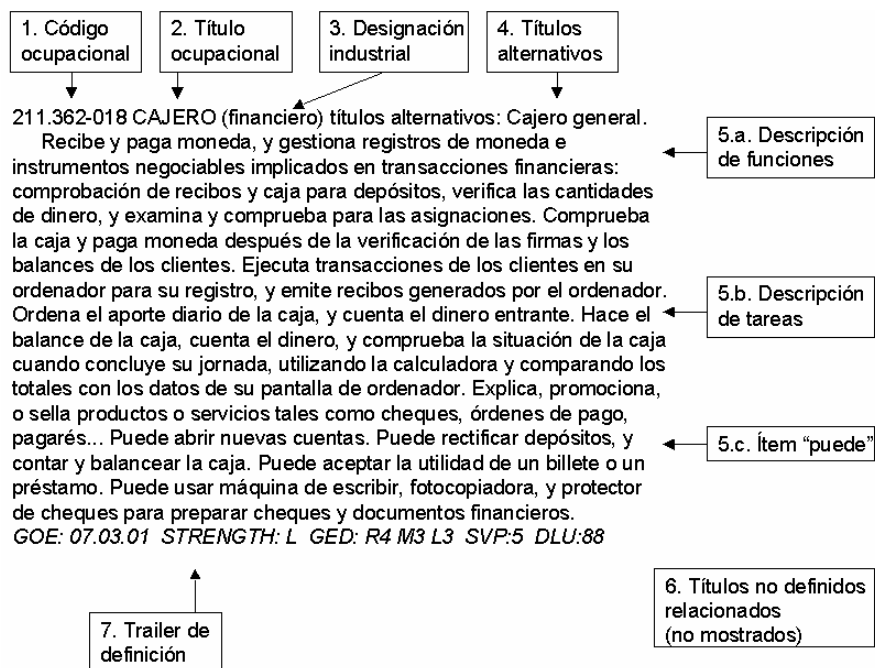 1. Código
ocupacional
2. Título
ocupacional
3. Designación
industrial
4. Títulos
alternativos
211.362-018 CAJERO (financiero) títulos alternativos: Cajero general.
Recibe y paga moneda, y gestiona registros de moneda e
instrumentos negociables implicados en transacciones financieras:
comprobación de recibos y caja para depósitos, verifica las cantidades
de dinero, y examina y comprueba para las asignaciones. Comprueba
la caja y paga moneda después de la verificación de las firmas y los
balances de los clientes. Ejecuta transacciones de los clientes en su
ordenador para su registro, y emite recibos generados por el ordenador.
Ordena el aporte diario de la caja, y cuenta el dinero entrante. Hace el
balance de la caja, cuenta el dinero, y comprueba la situación de la caja
cuando concluye su jornada, utilizando la calculadora y comparando los
totales con los datos de su pantalla de ordenador. Explica, promociona,
o sella productos o servicios tales como cheques, órdenes de pago,
pagarés... Puede abrir nuevas cuentas. Puede rectificar depósitos, y
contar y balancear la caja. Puede aceptar la utilidad de un billete o un
préstamo. Puede usar máquina de escribir, fotocopiadora, y protector
de cheques para preparar cheques y documentos financieros.
GOE: 07.03.01 STRENGTH: L GED: R4 M3 L3 SVP:5 DLU:88
5.a. Descripción
de funciones
5.b. Descripción
de tareas
5.c. Ítem “puede”
6. Títulos no definidos
relacionados
(no mostrados)
7. Trailer de
definición